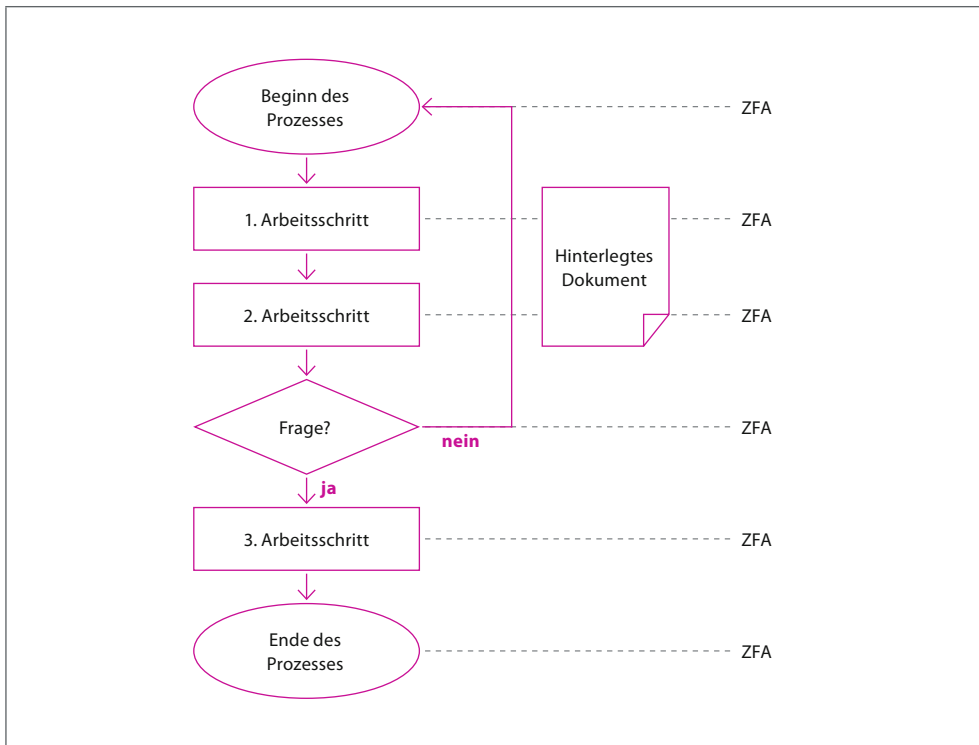 Beginn des
Prozesses
ZFA
1. Arbeitsschritt
ZFA
Hinterlegtes
Dokument
2. Arbeitsschritt
ZFA
Frage?
nein
ZFA
ja
3. Arbeitsschritt
ZFA
Ende des
Prozesses
ZFA